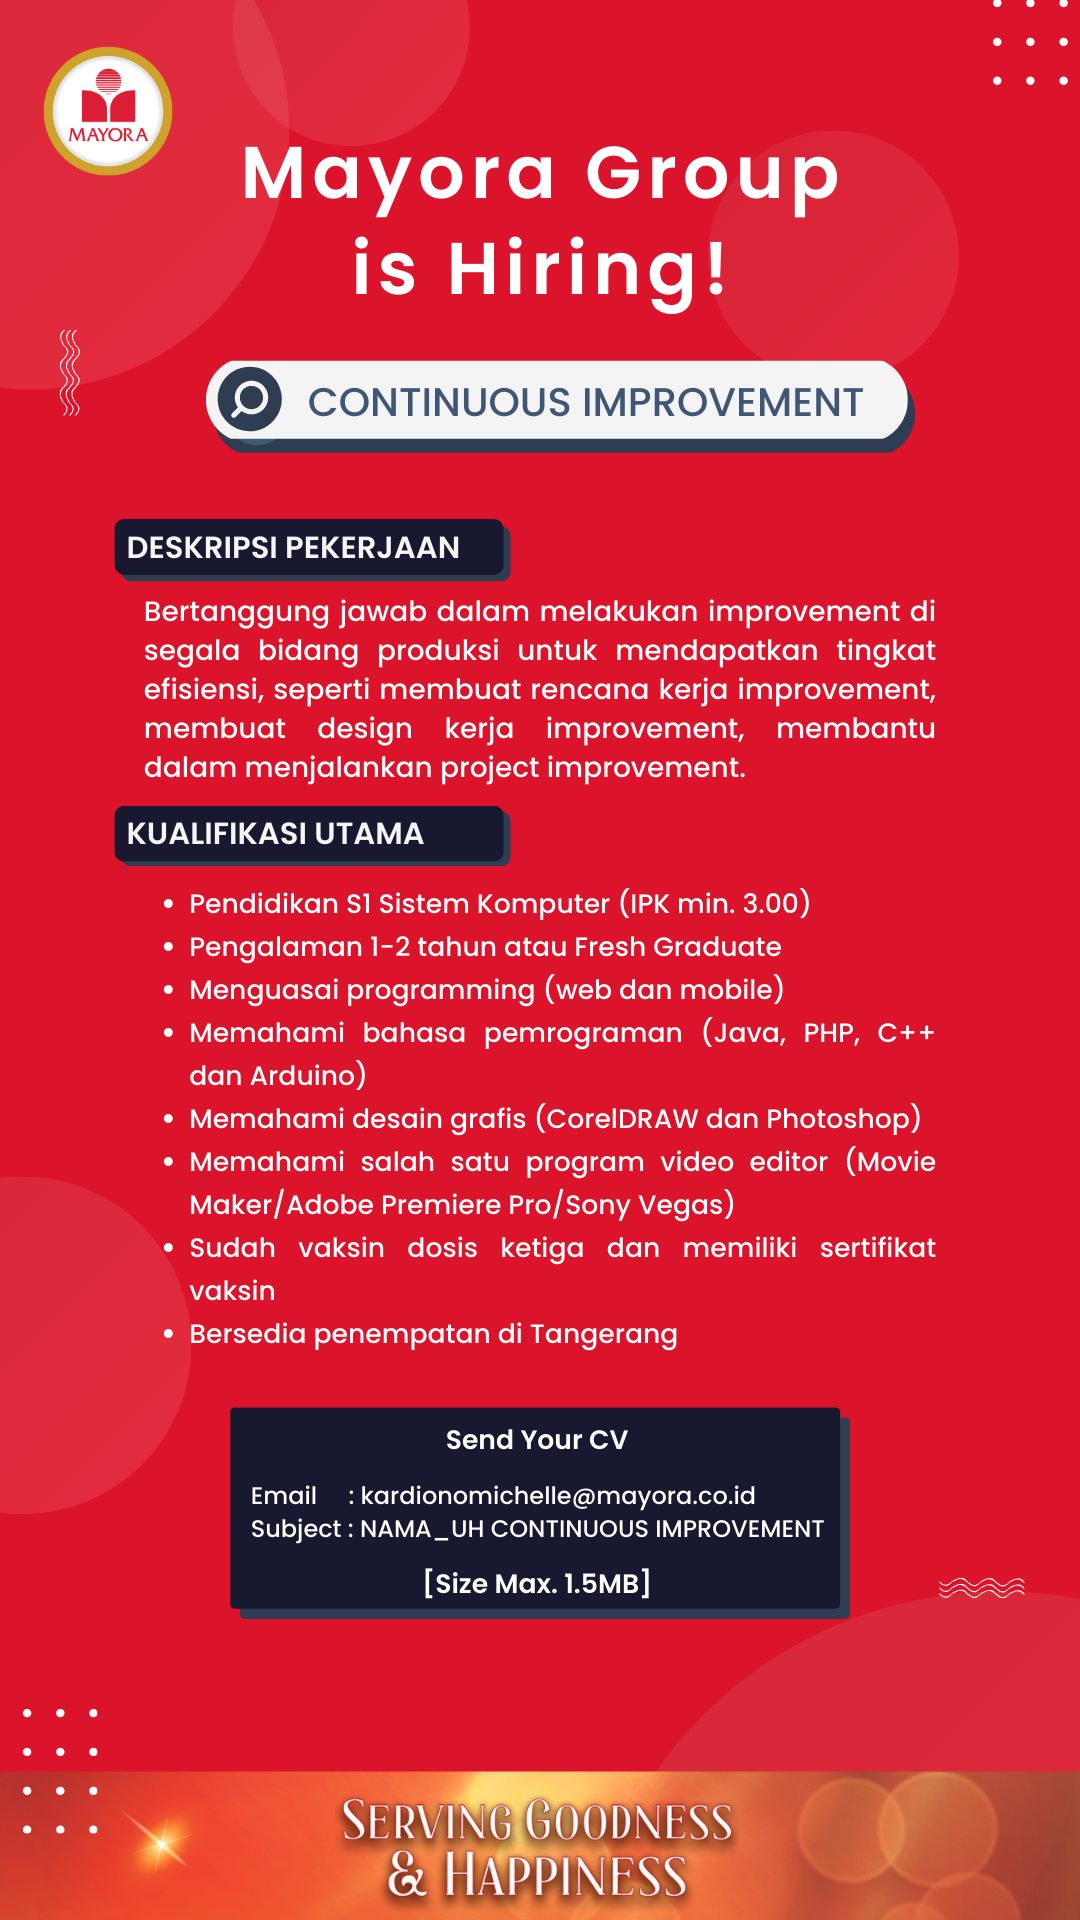 MAYORA
Mayora Group
is Hiring!
CONTINUOUS IMPROVEMENT
DESKRIPSI PEKERJAAN
Bertanggung jawab dalam melakukan improvement di
segala bidang produksi untuk mendapatkan tingkat
efisiensi, seperti membuat rencana kerja improvement,
membuat design kerja improvement, membantu
dalam menjalankan project improvement.
KUALIFIKASI UTAMA
• Pendidikan S1 Sistem Komputer (IPK min. 3.00)
• Pengalaman 1-2 tahun atau Fresh Graduate
• Menguasai programming (web dan mobile)
• Memahami bahasa pemrograman (Java, PHP, C++
dan Arduino)
• Memahami desain grafis (CorelDRAW dan Photoshop)
• Memahami salah satu program video editor (Movie
Maker/Adobe Premiere Pro/Sony Vegas)
• Sudah vaksin dosis ketiga dan memiliki sertifikat
vaksin
• Bersedia penempatan di Tangerang
Send Your CV
Email : kardionomichelle@mayora.co.id
Subject : NAMA_UH CONTINUOUS IMPROVEMENT
[Size Max. 1.5MB]
SERVING GOODNESS
& HAPPINESS